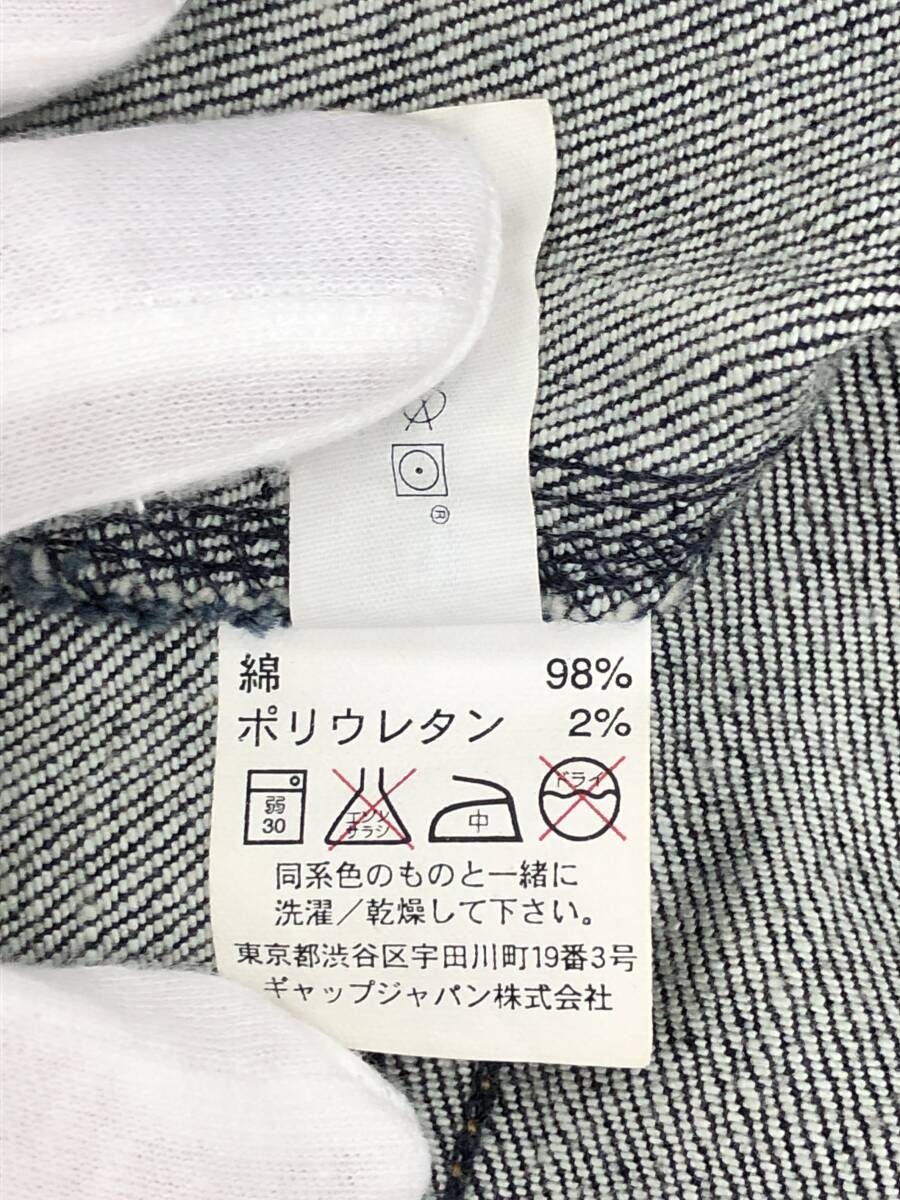 A
®
綿 98%
ポリウレタン 2%
弱
30
エンソ
サラシ
中
ドライ
同系色のものと一緒に
洗濯／乾燥して下さい。
東京都渋谷区宇田川町19番3号
ギャップジャパン株式会社